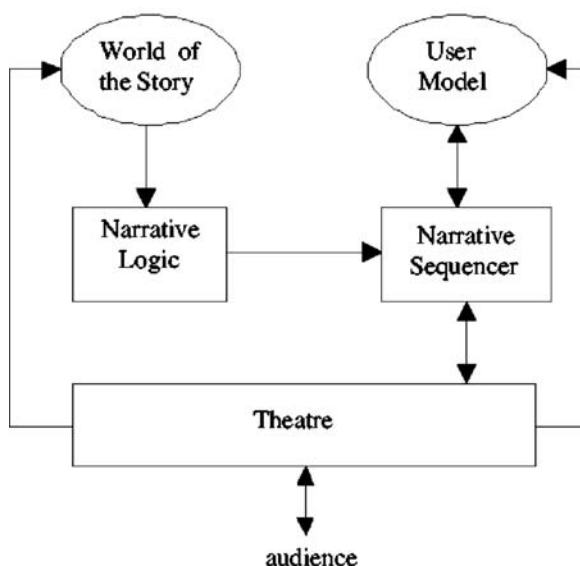 World of
the Story
User
Model
Narrative
Logic
Narrative
Sequencer
Theatre
audience